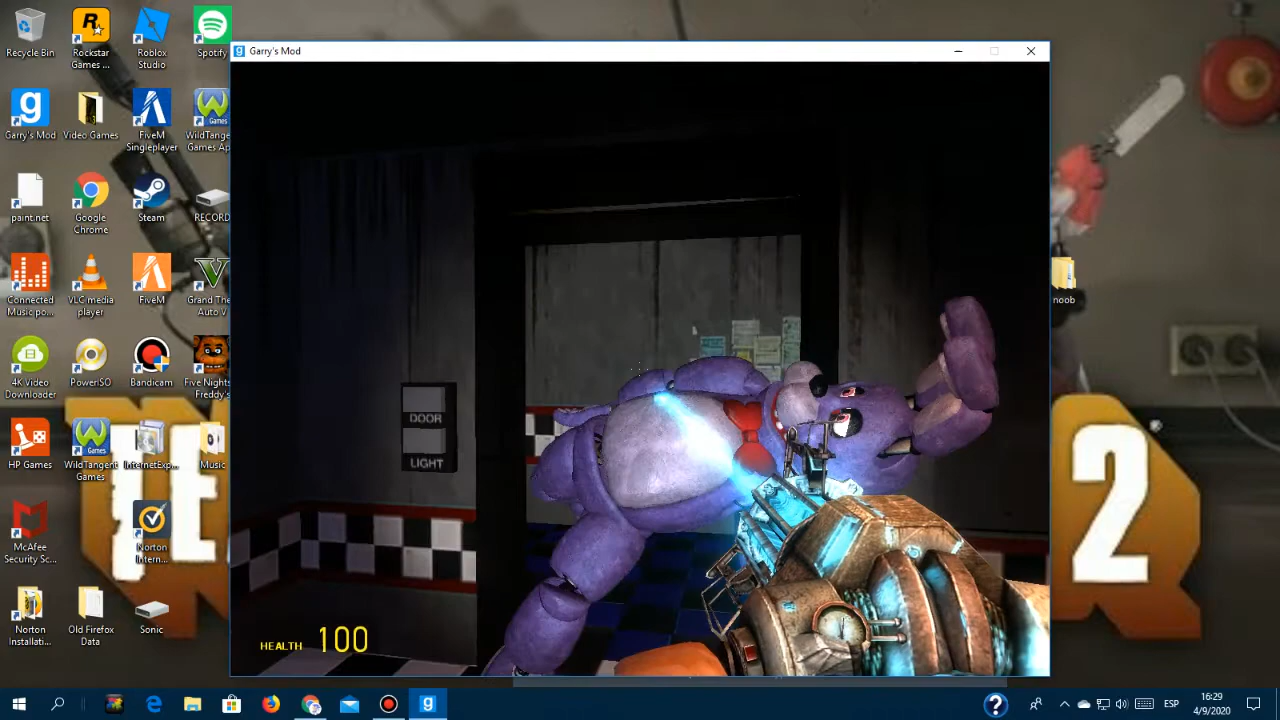 Recycle Bin
Rockstar
Games ...
Roblox
Studio
Spotify
Garry's Mod
Garry's Mod
Video Games
FiveM
Singleplayer
WildTange
Games Ap
paint.net
Google
Chrome
Steam
RECORD
Connected
Music po...
VLC media
player
FiveM
Grand The
Auto V
noob
4K Video
Downloader
PowerISO
Bandicam
Five Nights
Freddy's
DOOR
LIGHT
HP Games
WildTangent
Games
InternetExp...
Music
TE
2
McAfee
Security Sc...
Norton
Intern...
Norton
Installati...
Old Firefox
Data
Sonic
HEALTH 100
ESP
16:29
4/9/2020